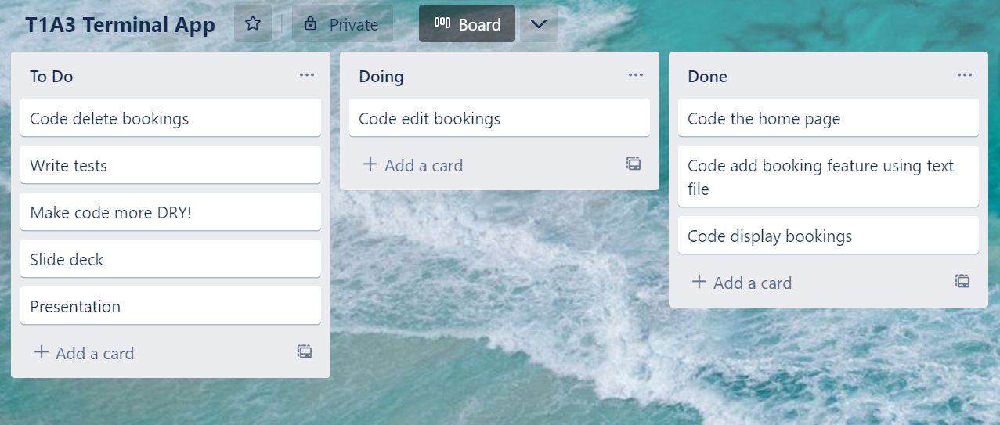 T1A3 Terminal App
Private
Board
To Do
Code delete bookings
Write tests
Make code more DRY!
Slide deck
Presentation
Add a card
Doing
Code edit bookings
Add a card
Done
Code the home page
Code add booking feature using text
file
Code display bookings
Add a card